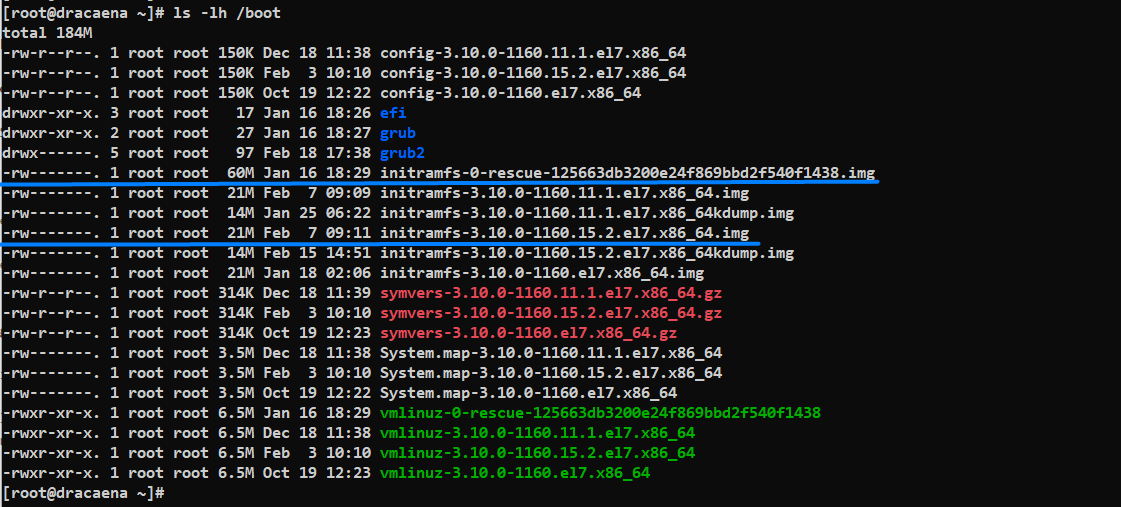 [root@dracaena ~]# ls -lh /boot
total 184M
-rw-r--r--. 1 root root 150K Dec 18 11:38 config-3.10.0-1160.11.1.el7.x86_64
-rw-r--r--. 1 root root 150K Feb  3 10:10 config-3.10.0-1160.15.2.el7.x86_64
-rw-r--r--. 1 root root 150K Oct 19 12:22 config-3.10.0-1160.el7.x86_64
drwxr-xr-x. 3 root root   17 Jan 16 18:26 efi
drwxr-xr-x. 2 root root   27 Jan 16 18:27 grub
drwx------. 5 root root   97 Feb 18 17:38 grub2
-rw-------. 1 root root  60M Jan 16 18:29 initramfs-0-rescue-125663db3200e24f869bbd2f540f1438.img
-rw-------. 1 root root  21M Feb  7 09:09 initramfs-3.10.0-1160.11.1.el7.x86_64.img
-rw-------. 1 root root  14M Jan 25 06:22 initramfs-3.10.0-1160.11.1.el7.x86_64kdump.img
-rw-------. 1 root root  21M Feb  7 09:11 initramfs-3.10.0-1160.15.2.el7.x86_64.img
-rw-------. 1 root root  14M Feb 15 14:51 initramfs-3.10.0-1160.15.2.el7.x86_64kdump.img
-rw-------. 1 root root  21M Jan 18 02:06 initramfs-3.10.0-1160.el7.x86_64.img
-rw-r--r--. 1 root root 314K Dec 18 11:39 symvers-3.10.0-1160.11.1.el7.x86_64.gz
-rw-r--r--. 1 root root 314K Feb  3 10:10 symvers-3.10.0-1160.15.2.el7.x86_64.gz
-rw-r--r--. 1 root root 314K Oct 19 12:23 symvers-3.10.0-1160.el7.x86_64.gz
-rw-------. 1 root root 3.5M Dec 18 11:38 System.map-3.10.0-1160.11.1.el7.x86_64
-rw-------. 1 root root 3.5M Feb  3 10:10 System.map-3.10.0-1160.15.2.el7.x86_64
-rw-------. 1 root root 3.5M Oct 19 12:22 System.map-3.10.0-1160.el7.x86_64
-rwxr-xr-x. 1 root root 6.5M Jan 16 18:29 vmlinuz-0-rescue-125663db3200e24f869bbd2f540f1438
-rwxr-xr-x. 1 root root 6.5M Dec 18 11:38 vmlinuz-3.10.0-1160.11.1.el7.x86_64
-rwxr-xr-x. 1 root root 6.5M Feb  3 10:10 vmlinuz-3.10.0-1160.15.2.el7.x86_64
-rwxr-xr-x. 1 root root 6.5M Oct 19 12:23 vmlinuz-3.10.0-1160.el7.x86_64
[root@dracaena ~]#